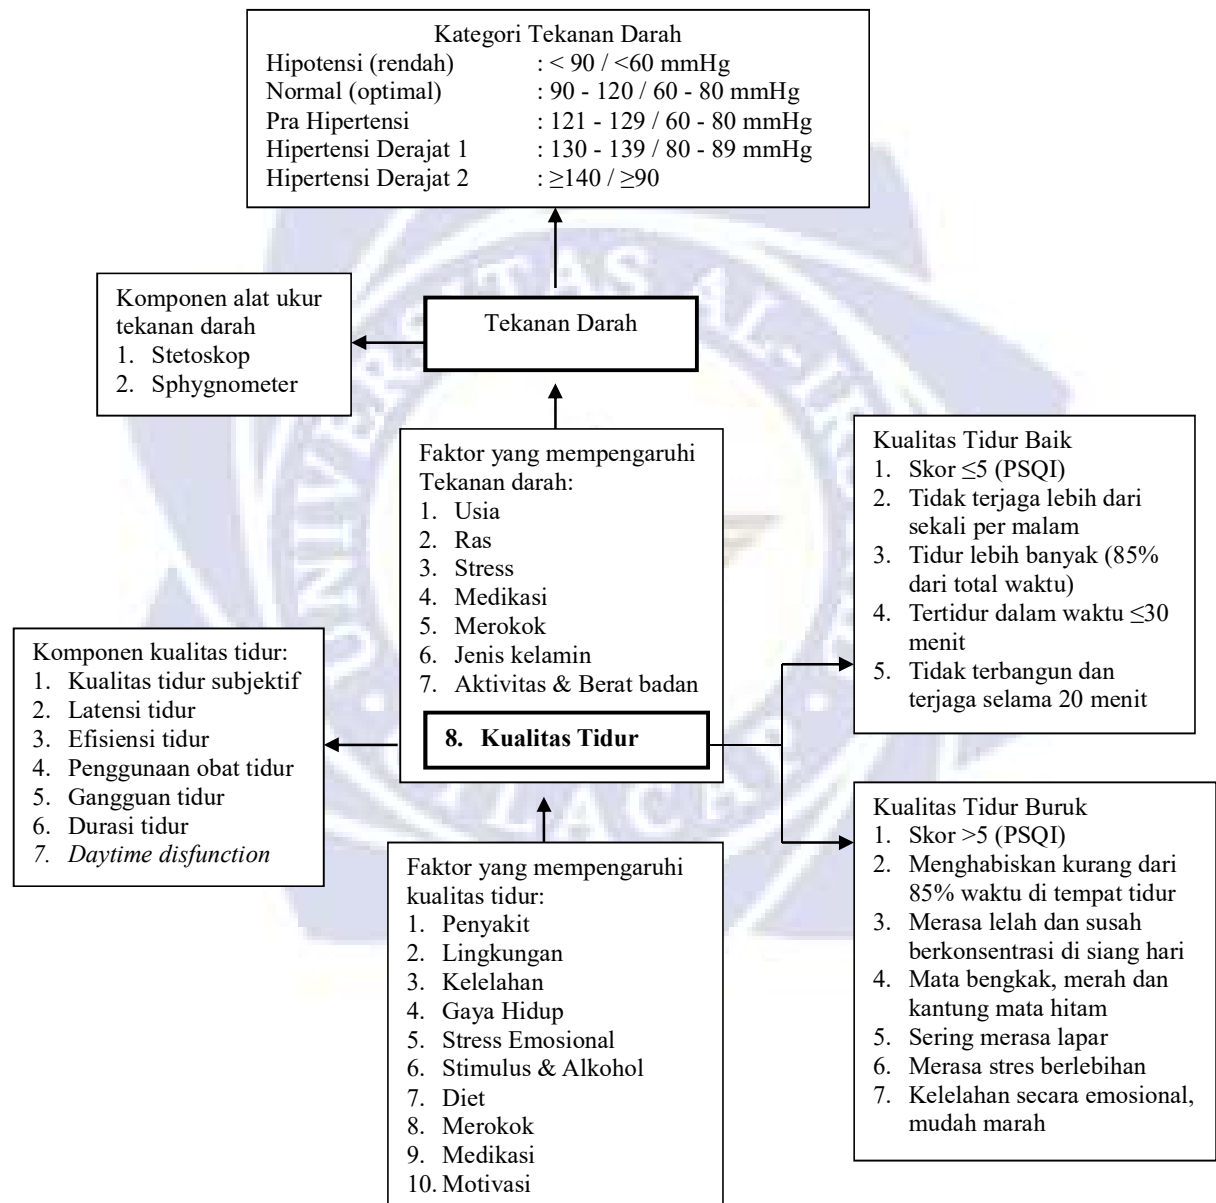 Kategori Tekanan Darah
Hipotensi (rendah) : < 90 / <60 mmHg
Normal (optimal) : 90 - 120 / 60 - 80 mmHg
Pra Hipertensi : 121 - 129 / 60 - 80 mmHg
Hipertensi Derajat 1 : 130 - 139 / 80 - 89 mmHg
Hipertensi Derajat 2 : ≥140 / ≥90
Komponen alat ukur
tekanan darah
1. Stetoskop
2. Sphygnometer
Tekanan Darah
Faktor yang mempengaruhi
Tekanan darah:
1. Usia
2. Ras
3. Stress
4. Medikasi
5. Merokok
6. Jenis kelamin
7. Aktivitas & Berat badan
8. Kualitas Tidur
Kualitas Tidur Baik
1. Skor ≤5 (PSQI)
2. Tidak terjaga lebih dari
sekali per malam
3. Tidur lebih banyak (85%
dari total waktu)
4. Tertidur dalam waktu ≤30
menit
5. Tidak terbangun dan
terjaga selama 20 menit
Komponen kualitas tidur:
1. Kualitas tidur subjektif
2. Latensi tidur
3. Efisiensi tidur
4. Penggunaan obat tidur
5. Gangguan tidur
6. Durasi tidur
7. Daytime disfunction
Kualitas Tidur Buruk
1. Skor >5 (PSQI)
2. Menghabiskan kurang dari
85% waktu di tempat tidur
3. Merasa lelah dan susah
berkonsentrasi di siang hari
4. Mata bengkak, merah dan
kantung mata hitam
5. Sering merasa lapar
6. Merasa stres berlebihan
7. Kelelahan secara emosional,
mudah marah
Faktor yang mempengaruhi
kualitas tidur:
1. Penyakit
2. Lingkungan
3. Kelelahan
4. Gaya Hidup
5. Stress Emosional
6. Stimulus & Alkohol
7. Diet
8. Merokok
9. Medikasi
10. Motivasi